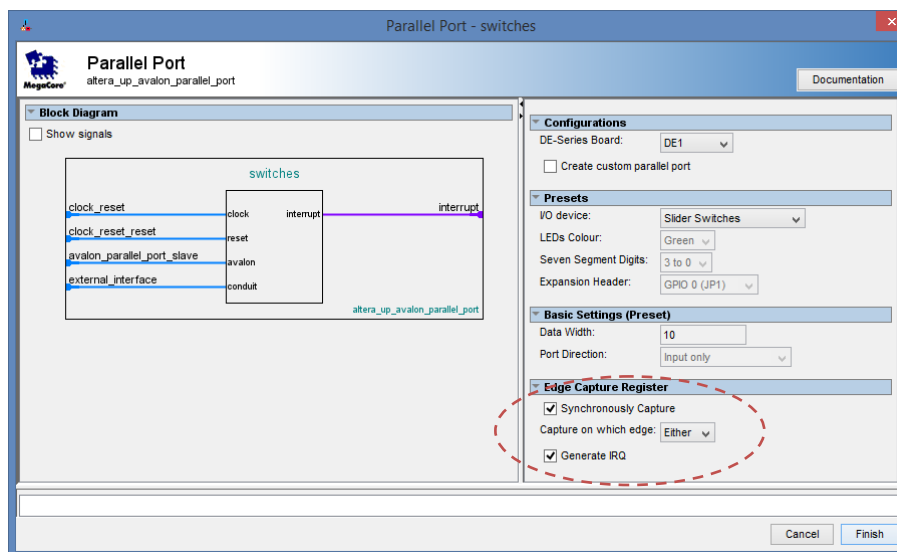 Parallel Port - switches
MegaCore®
Parallel Port
altera_up_avalon_parallel_port
Documentation
Block Diagram
Show signals
switches
clock_reset
clock
interrupt
interrupt
clock_reset_reset
reset
avalon_parallel_port_slave
avalon
external_interface
conduit
altera_up_avalon_parallel_port
Configurations
DE-Series Board: DE1
Create custom parallel port
Presets
I/O device: Slider Switches
LEDs Colour: Green
Seven Segment Digits: 3 to 0
Expansion Header: GPIO 0 (JP1)
Basic Settings (Preset)
Data Width: 10
Port Direction: Input only
Edge Capture Register
Synchronously Capture
Capture on which edge: Either
Generate IRQ
Cancel
Finish